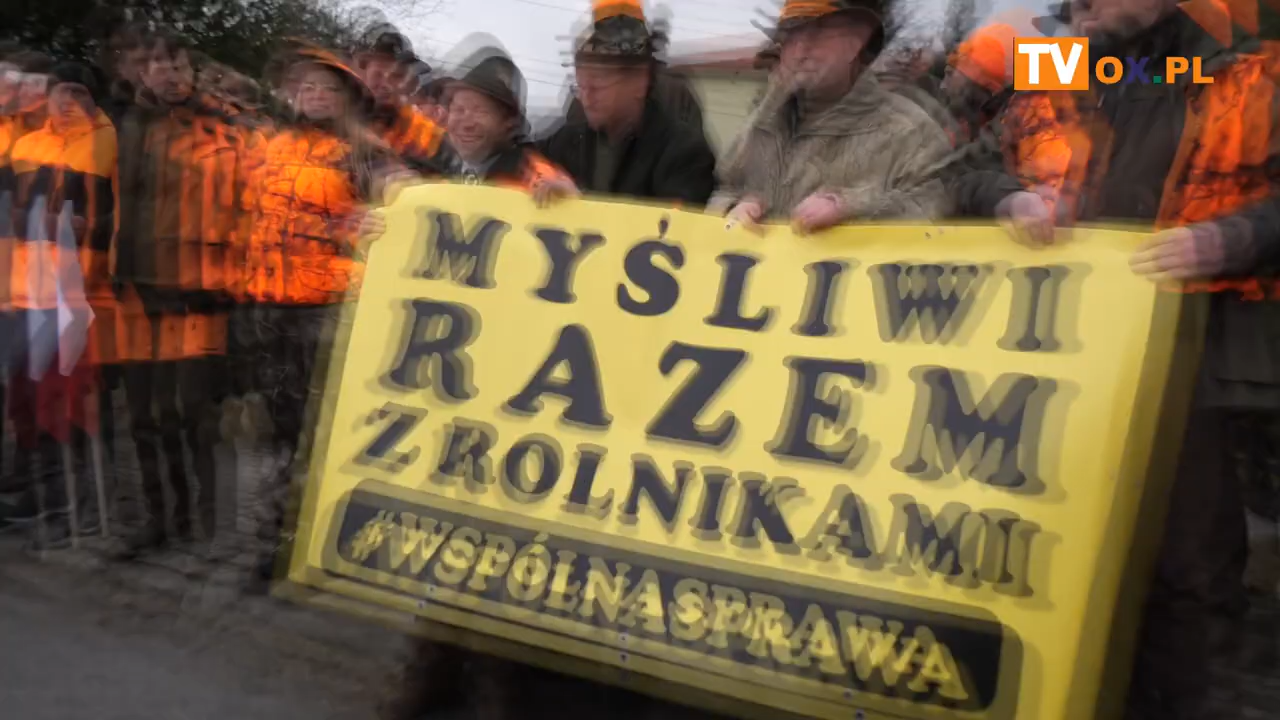 TVOX.PL
MYŚLIWI
RAZEM
Z ROLNIKAMI
#WSPÓLNASPRAWA